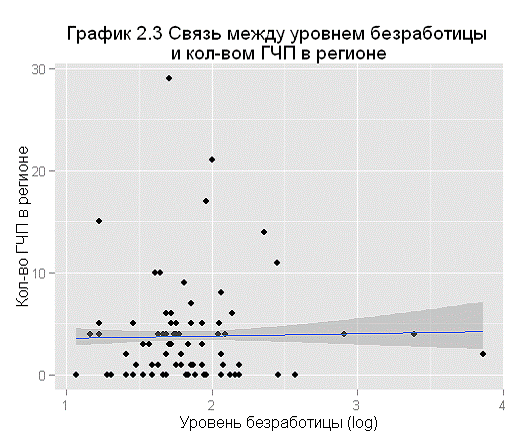 График 2.3 Связь между уровнем безработицы
и кол-вом ГЧП в регионе
Кол-во ГЧП в регионе
30
20
10
0
1 2 3 4
Уровень безработицы (log)